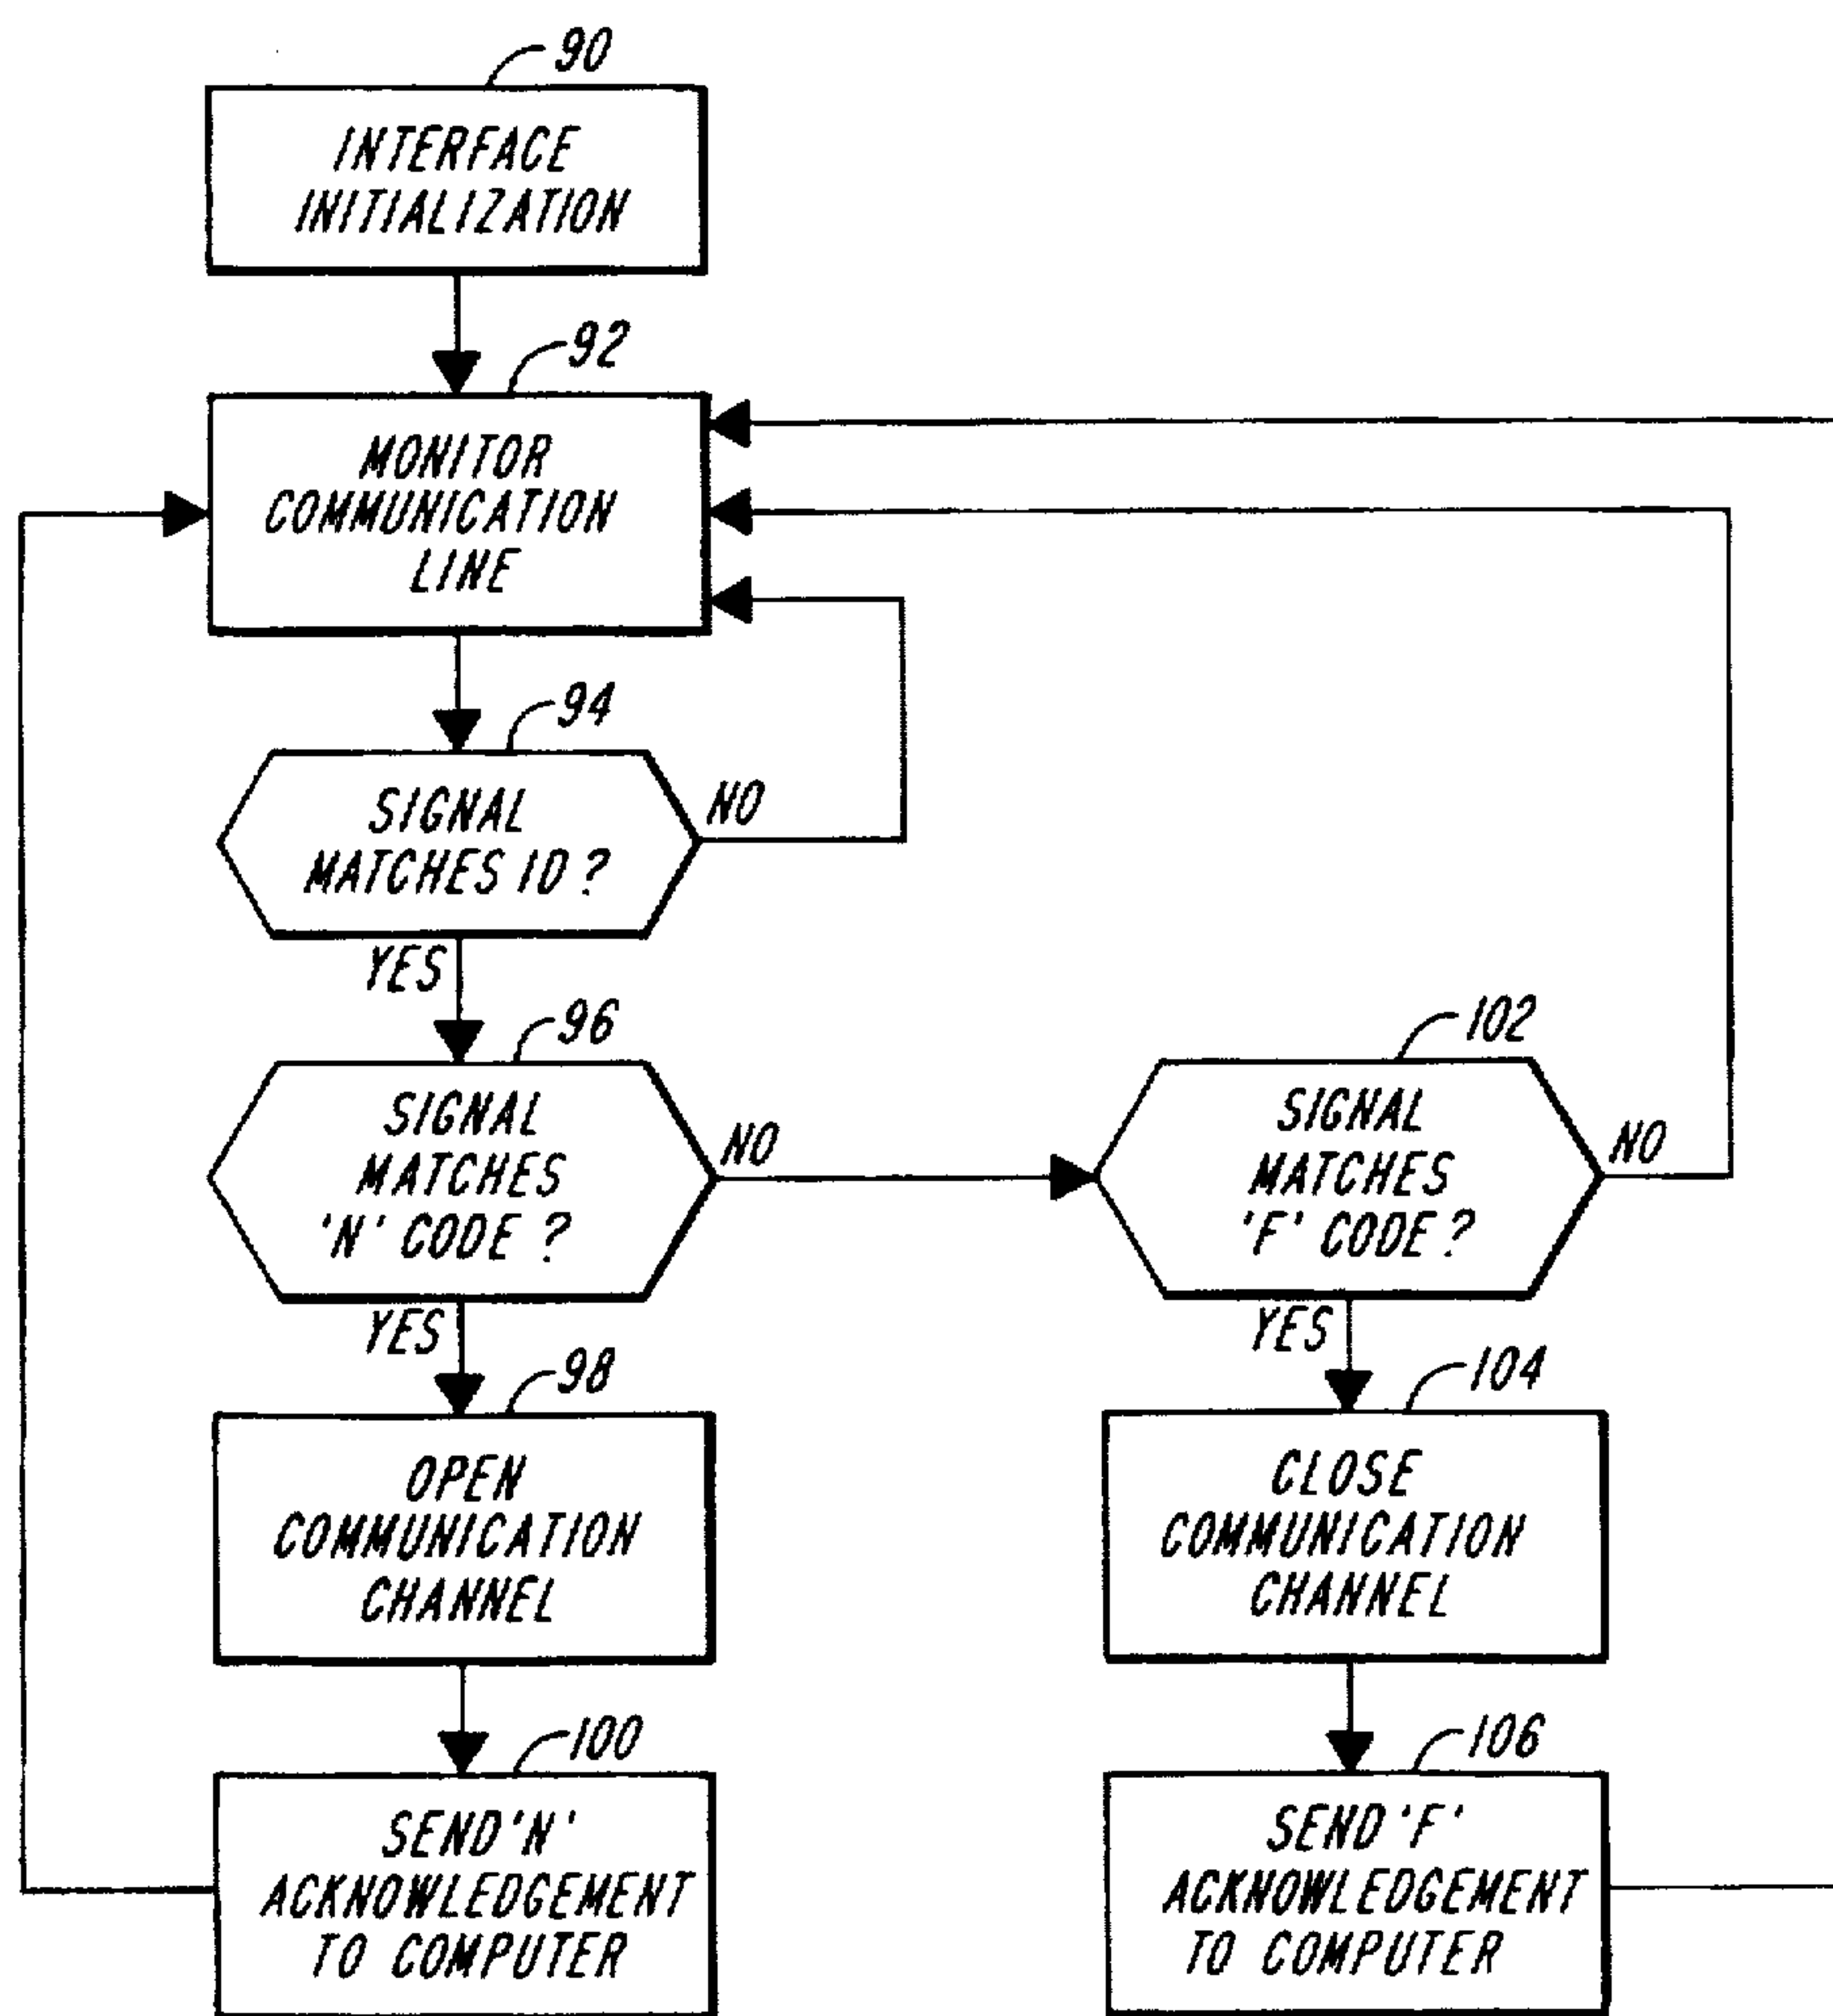 90
INTERFACE
INITIALIZATION
92
MONITOR
COMMUNICATION
LINE
94
SIGNAL
MATCHES ID?
NO
YES
96
SIGNAL
MATCHES
'N' CODE?
NO
YES
102
SIGNAL
MATCHES
'F' CODE?
NO
YES
98
OPEN
COMMUNICATION
CHANNEL
104
CLOSE
COMMUNICATION
CHANNEL
100
SEND 'N'
ACKNOWLEDGEMENT
TO COMPUTER
106
SEND 'F'
ACKNOWLEDGEMENT
TO COMPUTER